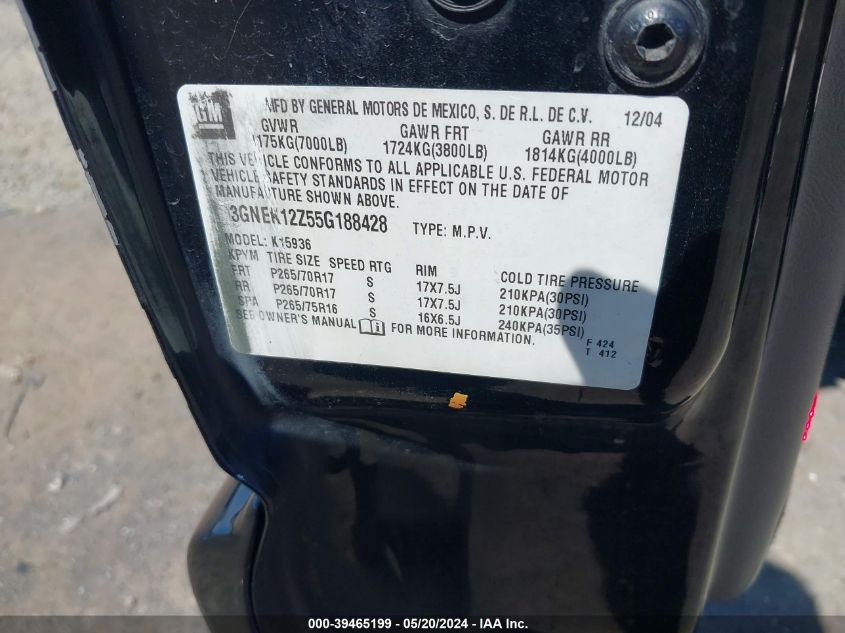 GM
MFD BY GENERAL MOTORS DE MEXICO, S. DE R.L. DE C.V. 12/04
GVWR GAWR FRT GAWR RR
175KG(7000LB) 1724KG(3800LB) 1814KG(4000LB)
THIS VEHICLE CONFORMS TO ALL APPLICABLE U.S. FEDERAL MOTOR
VEHICLE SAFETY STANDARDS IN EFFECT ON THE DATE OF
MANUFACTURE SHOWN ABOVE.
3GNEK12Z55G188428 TYPE: M.P.V.
MODEL: K15936
KPYM TIRE SIZE SPEED RTG RIM COLD TIRE PRESSURE
FRT P265/70R17 S 17X7.5J 210KPA(30PSI)
RR P265/70R17 S 17X7.5J 210KPA(30PSI)
SPA P265/75R16 S 16X6.5J 240KPA(35PSI)
SEE OWNER'S MANUAL FOR MORE INFORMATION.
F 424
T 412
000-39465199 - 05/20/2024 - IAA Inc.